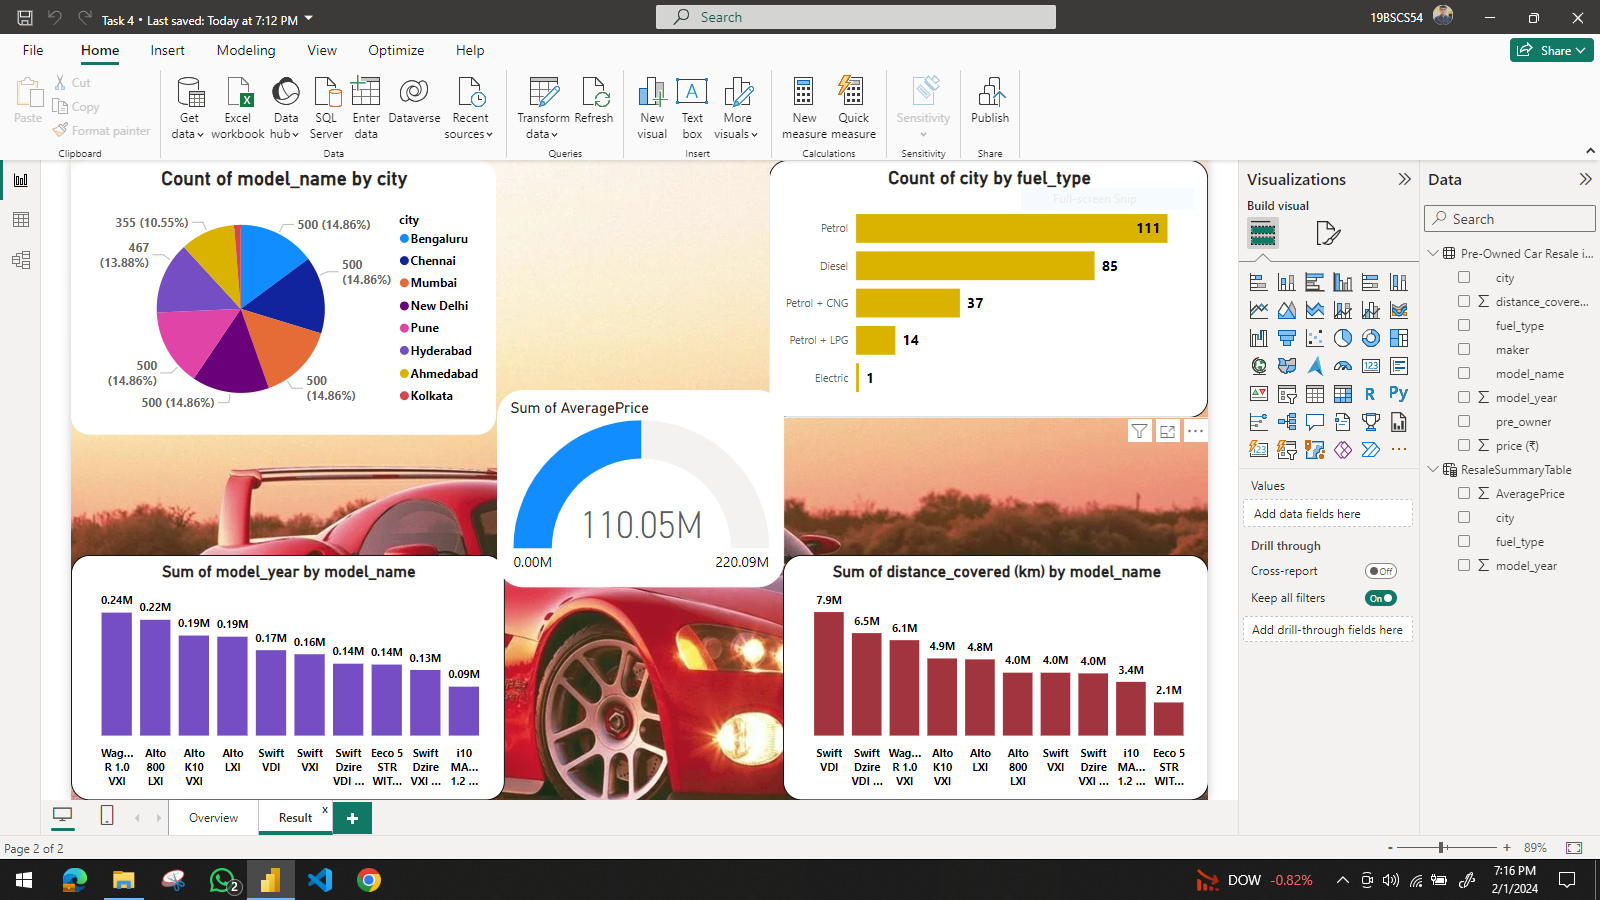 Task 4 • Last saved: Today at 7:12 PM
Search
19BSCS54
File
Home
Insert
Modeling
View
Optimize
Help
Share
Paste
Cut
Copy
Format painter
Clipboard
Get data
Excel workbook
Data hub
SQL Server
Enter data
Dataverse
Recent sources
Data
Transform data
Refresh
Queries
New visual
Text box
More visuals
Insert
New measure
Quick measure
Calculations
Sensitivity
Sensitivity
Publish
Share
Count of model_name by city
355 (10.55%)
500 (14.86%)
467
(13.88%)
500
(14.86%)
500
(14.86%)
500 (14.86%)
500
(14.86%)
city
Bengaluru
Chennai
Mumbai
New Delhi
Pune
Hyderabad
Ahmedabad
Kolkata
Count of city by fuel_type
Full-screen Snip
Petrol 111
Diesel 85
Petrol + CNG 37
Petrol + LPG 14
Electric 1
Sum of AveragePrice
110.05M
0.00M 220.09M
Sum of model_year by model_name
0.24M 0.22M 0.19M 0.19M 0.17M 0.16M 0.14M 0.14M 0.13M 0.09M
Wag... Alto Alto Alto Swift Swift Swift Eeco 5 Swift i10
R 1.0 800 K10 LXI VDI VXI Dzire STR Dzire MA...
VXI LXI VXI VDI ... WIT... VXI ... 1.2 ...
Sum of distance_covered (km) by model_name
7.9M 6.5M 6.1M 4.9M 4.8M 4.0M 4.0M 4.0M 3.4M 2.1M
Swift Swift Wag... Alto Alto Alto Swift Swift i10 Eeco 5
VDI Dzire R 1.0 K10 LXI 800 VXI Dzire MA... STR
VDI ... VXI VXI LXI VXI ... 1.2 ... WIT...
Visualizations
Build visual
123
R
Py
123
Values
Add data fields here
Drill through
Cross-report Off
Keep all filters On
Add drill-through fields here
Data
Search
Pre-Owned Car Resale i...
city
distance_covere...
fuel_type
maker
model_name
model_year
pre_owner
price (₹)
ResaleSummaryTable
AveragePrice
city
fuel_type
model_year
Overview
Result
x
+
Page 2 of 2
- + 89%
2
DOW -0.82%
7:16 PM
2/1/2024